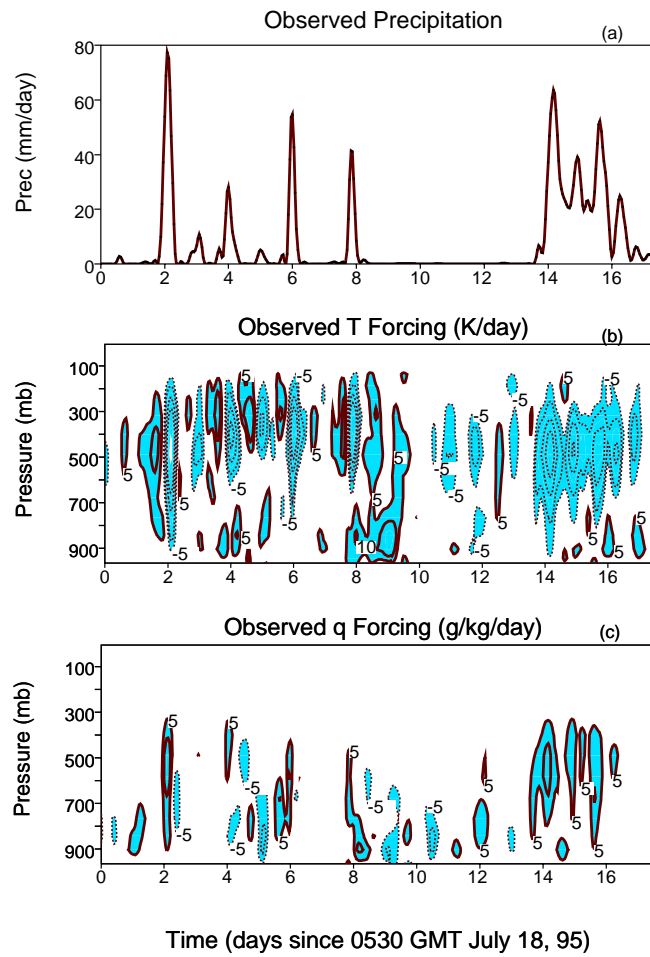 Observed Precipitation
(a)
Prec (mm/day)
80
60
40
20
0
0 2 4 6 8 10 12 14 16
Observed T Forcing (K/day)
(b)
Pressure (mb)
100
300
500
700
900
5 5 -5 5 -5 5
5 -5 5 5 -5 -5 5
5 5 -5 5 5 5
10 -5
0 2 4 6 8 10 12 14 16
Observed q Forcing (g/kg/day)
(c)
Pressure (mb)
100
300
500
700
900
5 5 5 5 5
5 5 5
-5 -5 -5
-5 -5 5 5 5 5 5 5
0 2 4 6 8 10 12 14 16
Time (days since 0530 GMT July 18, 95)